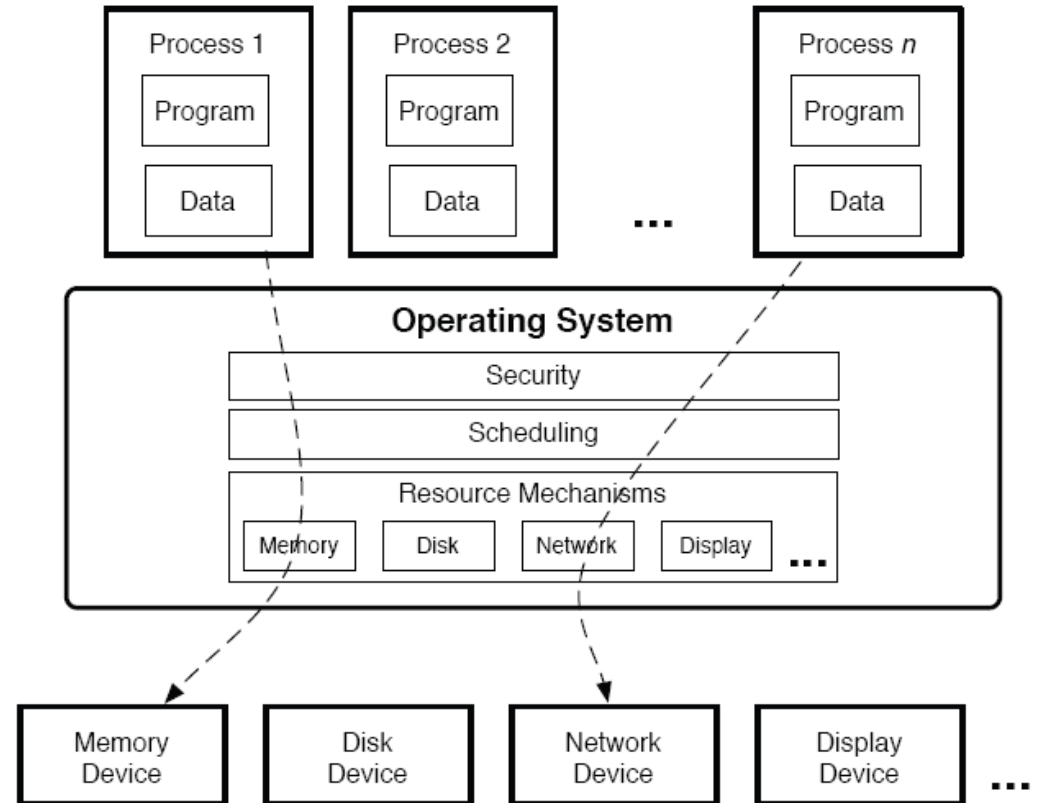 Process 1
Process 2
Process n
Program
Program
Program
Data
Data
...
Data
Operating System
Security
Scheduling
Resource Mechanisms
Memory
Disk
Network
Display
...
Memory
Device
Disk
Device
Network
Device
Display
Device
...